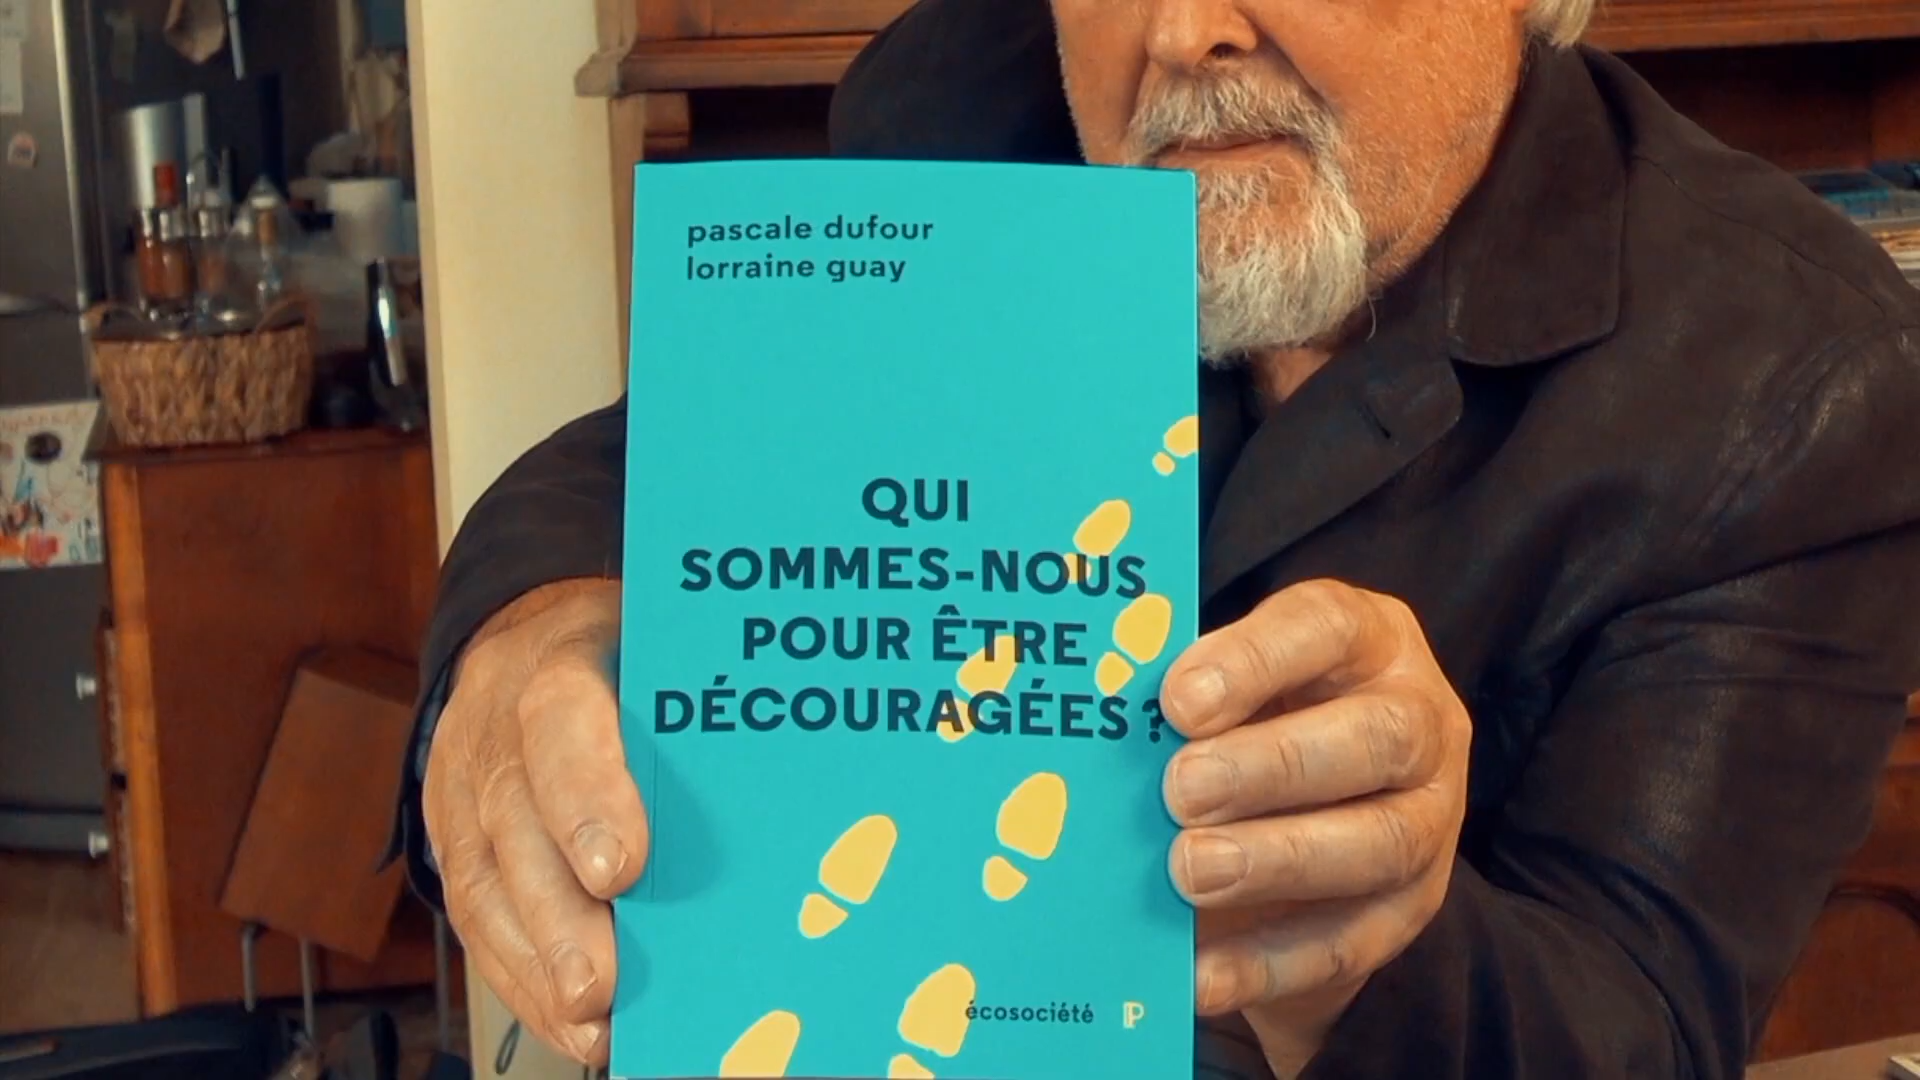 pascale dufour
lorraine guay
QUI
SOMMES-NOUS
POUR ÊTRE
DÉCOURAGÉES ?
écosociété P